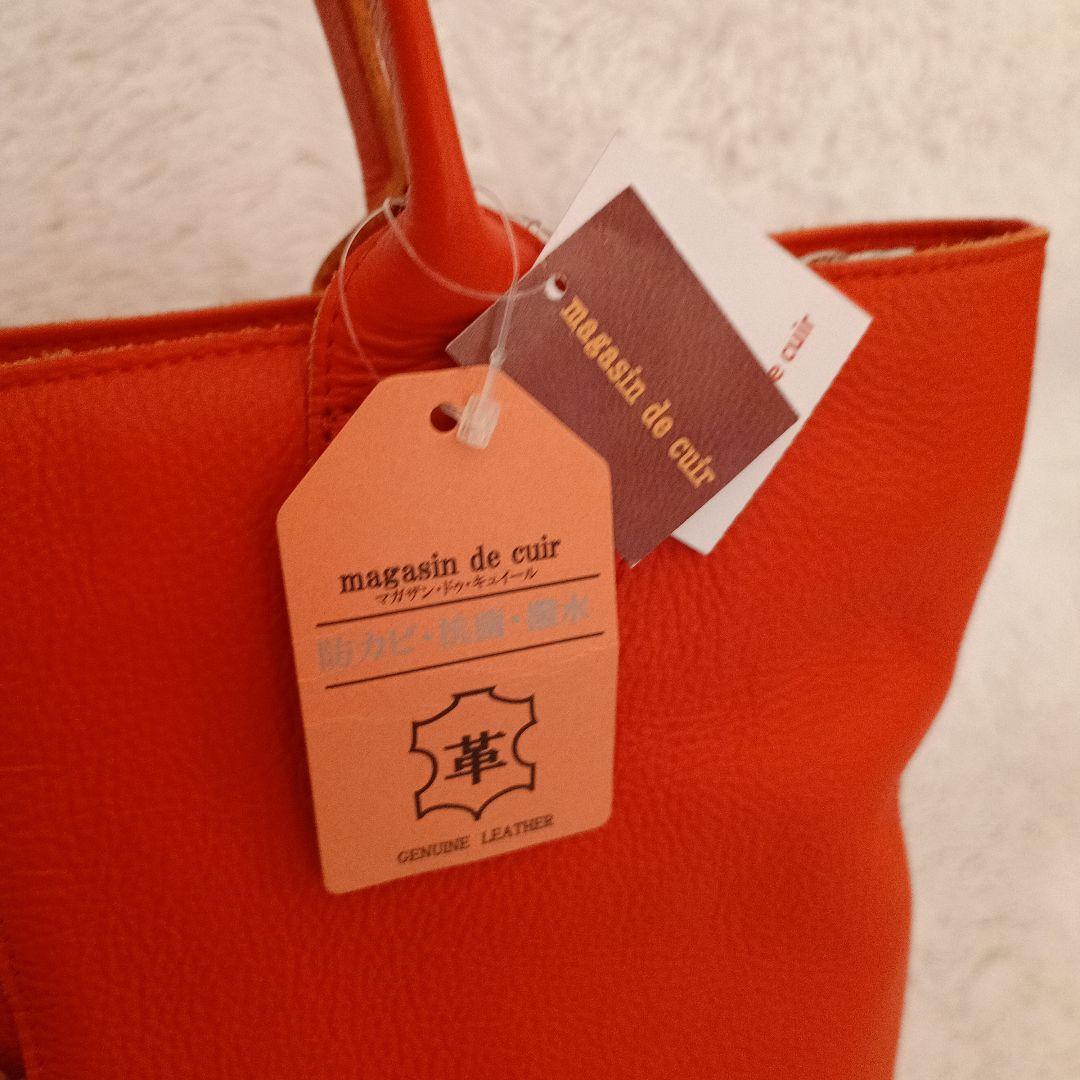 magasin de cuir
e cuir
magasin de cuir
マガザン・ドゥ・キュイール
防カビ・抗菌・撥水
革
GENUINE LEATHER